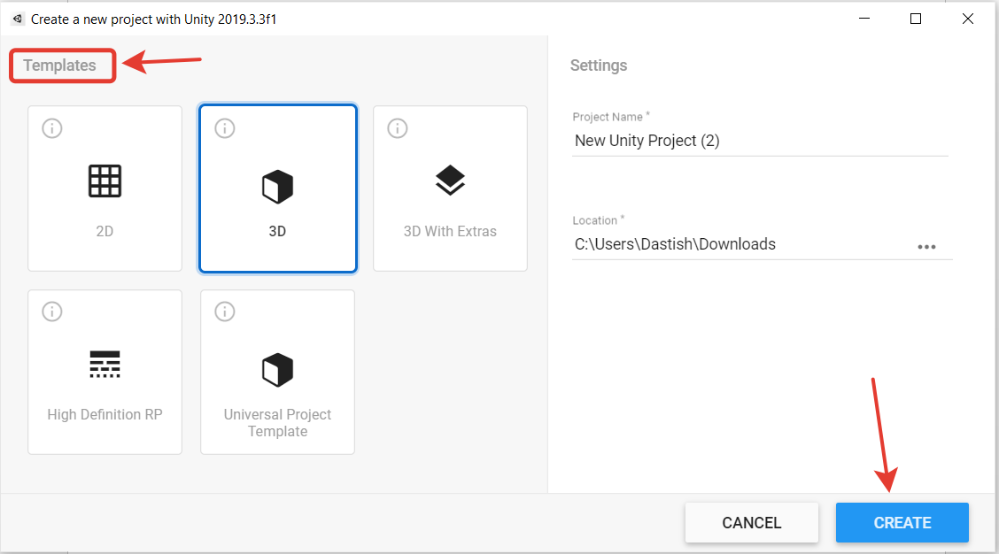 Create a new project with Unity 2019.3.3f1
Templates
2D
3D
3D With Extras
High Definition RP
Universal Project
Template
Settings
Project Name *
New Unity Project (2)
Location *
C:\Users\Dastish\Downloads
CANCEL
CREATE